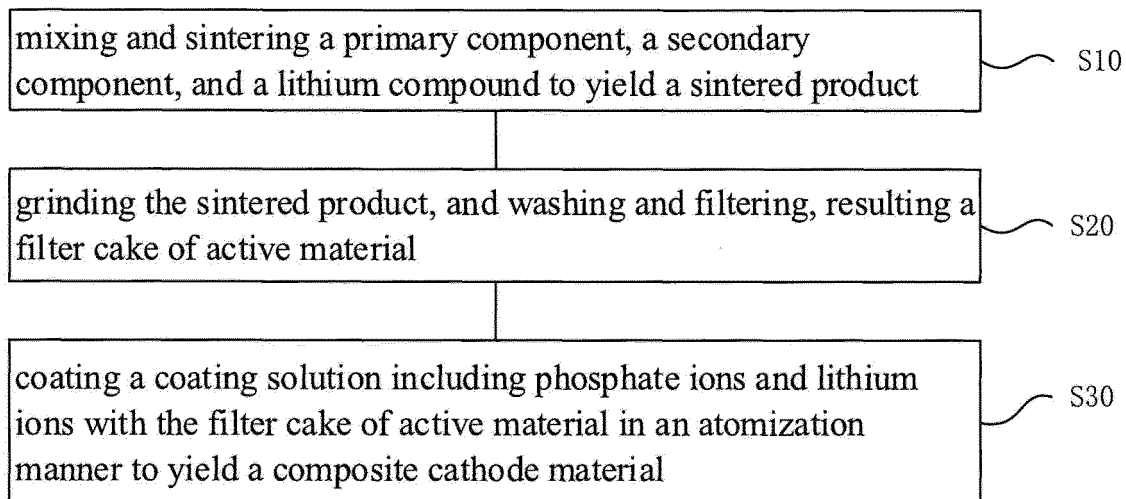 mixing and sintering a primary component, a secondary
component, and a lithium compound to yield a sintered product
S10
grinding the sintered product, and washing and filtering, resulting a
filter cake of active material
S20
coating a coating solution including phosphate ions and lithium
ions with the filter cake of active material in an atomization
manner to yield a composite cathode material
S30